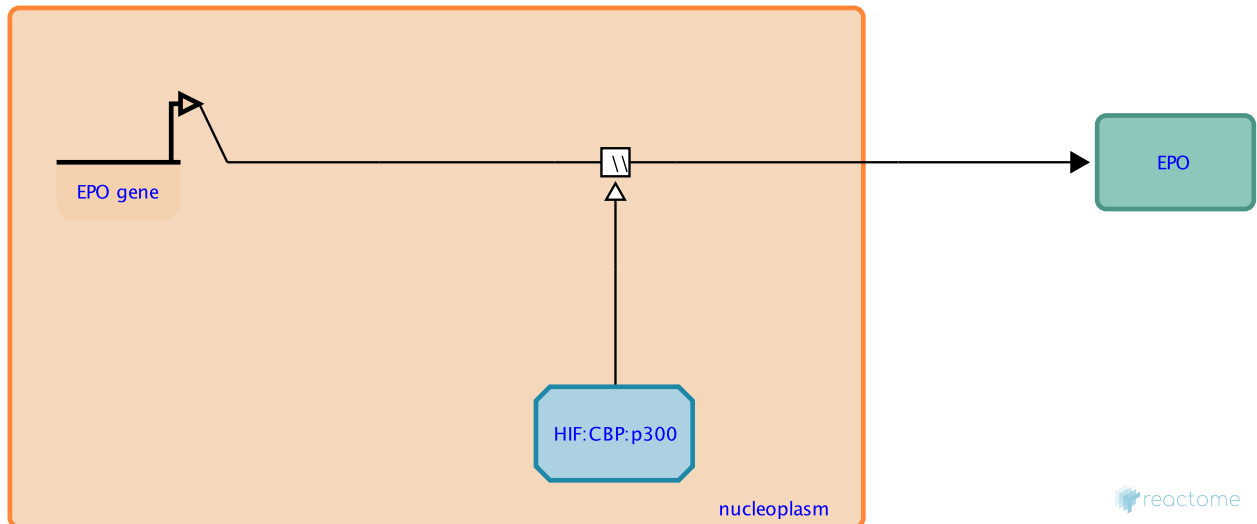 \\
EPO
EPO gene
HIF:CBP:p300
reactome
nucleoplasm